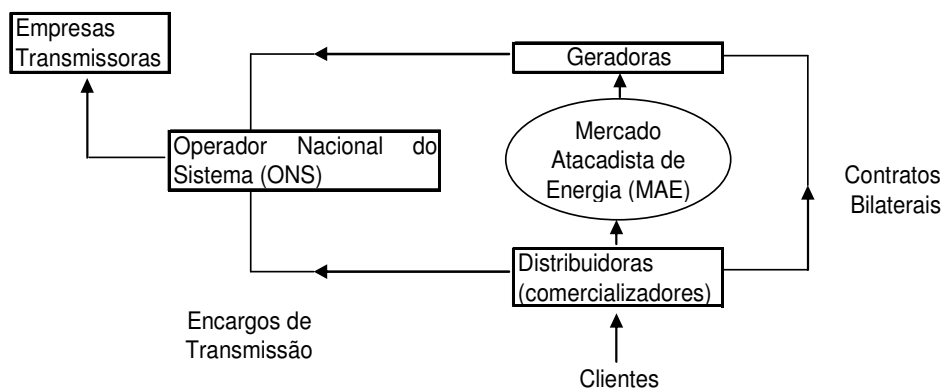 Empresas
Transmissoras
Geradoras
Operador Nacional do
Sistema (ONS)
Mercado
Atacadista de
Energia (MAE)
Contratos
Bilaterais
Distribuidoras
(comercializadores)
Encargos de
Transmissão
Clientes